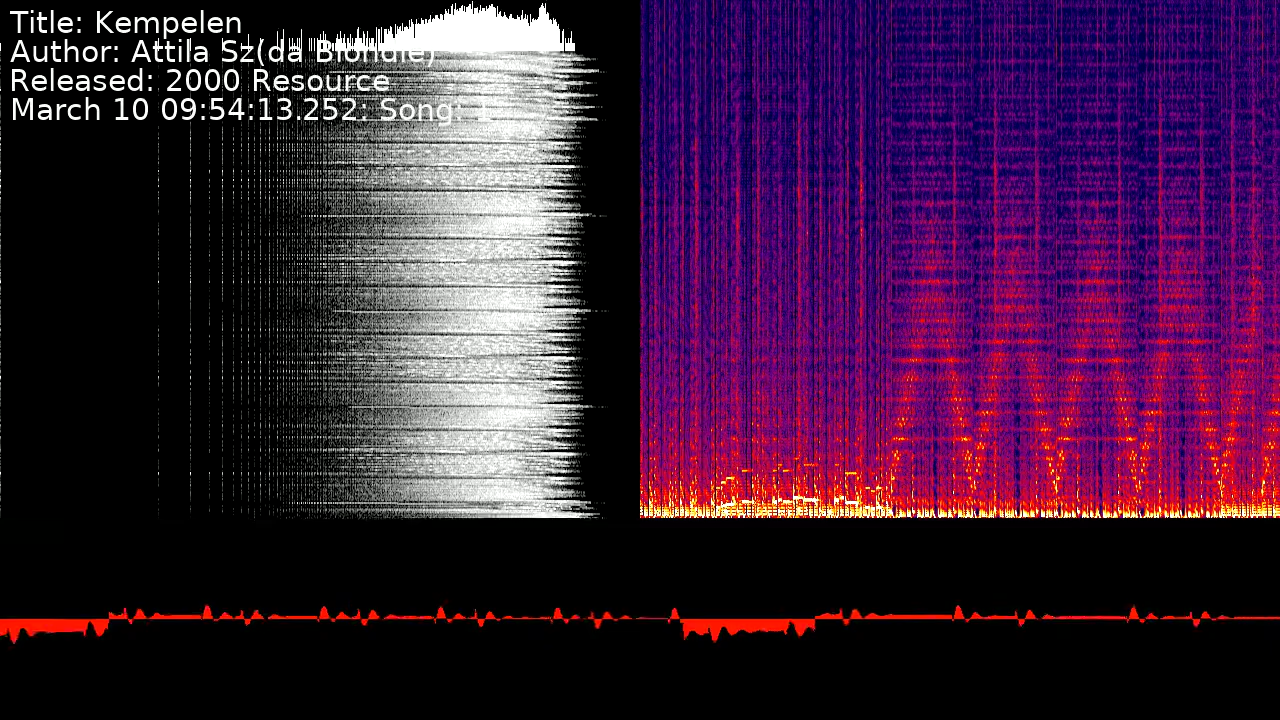 Title: Kempelen
Author: Attila Sz(da Blondie)
Released: 2000 Resource
March 10 09:54:13.252, Song: